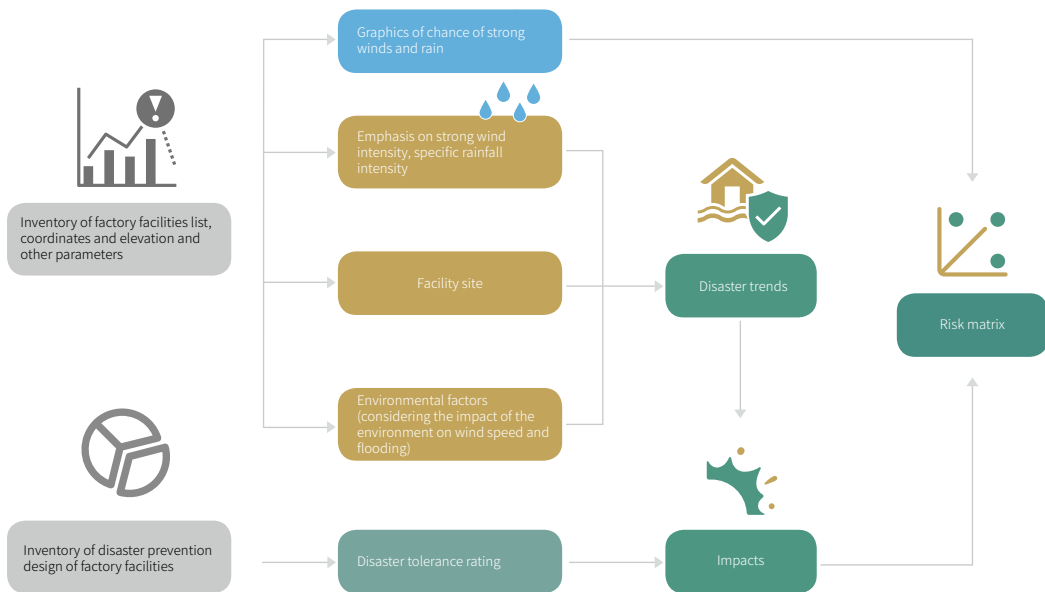 Graphics of chance of strong
winds and rain
Emphasis on strong wind
intensity, specific rainfall
intensity
Inventory of factory facilities list,
coordinates and elevation and
other parameters
Facility site
Disaster trends
Risk matrix
Environmental factors
(considering the impact of the
environment on wind speed and
flooding)
Inventory of disaster prevention
design of factory facilities
Disaster tolerance rating
Impacts